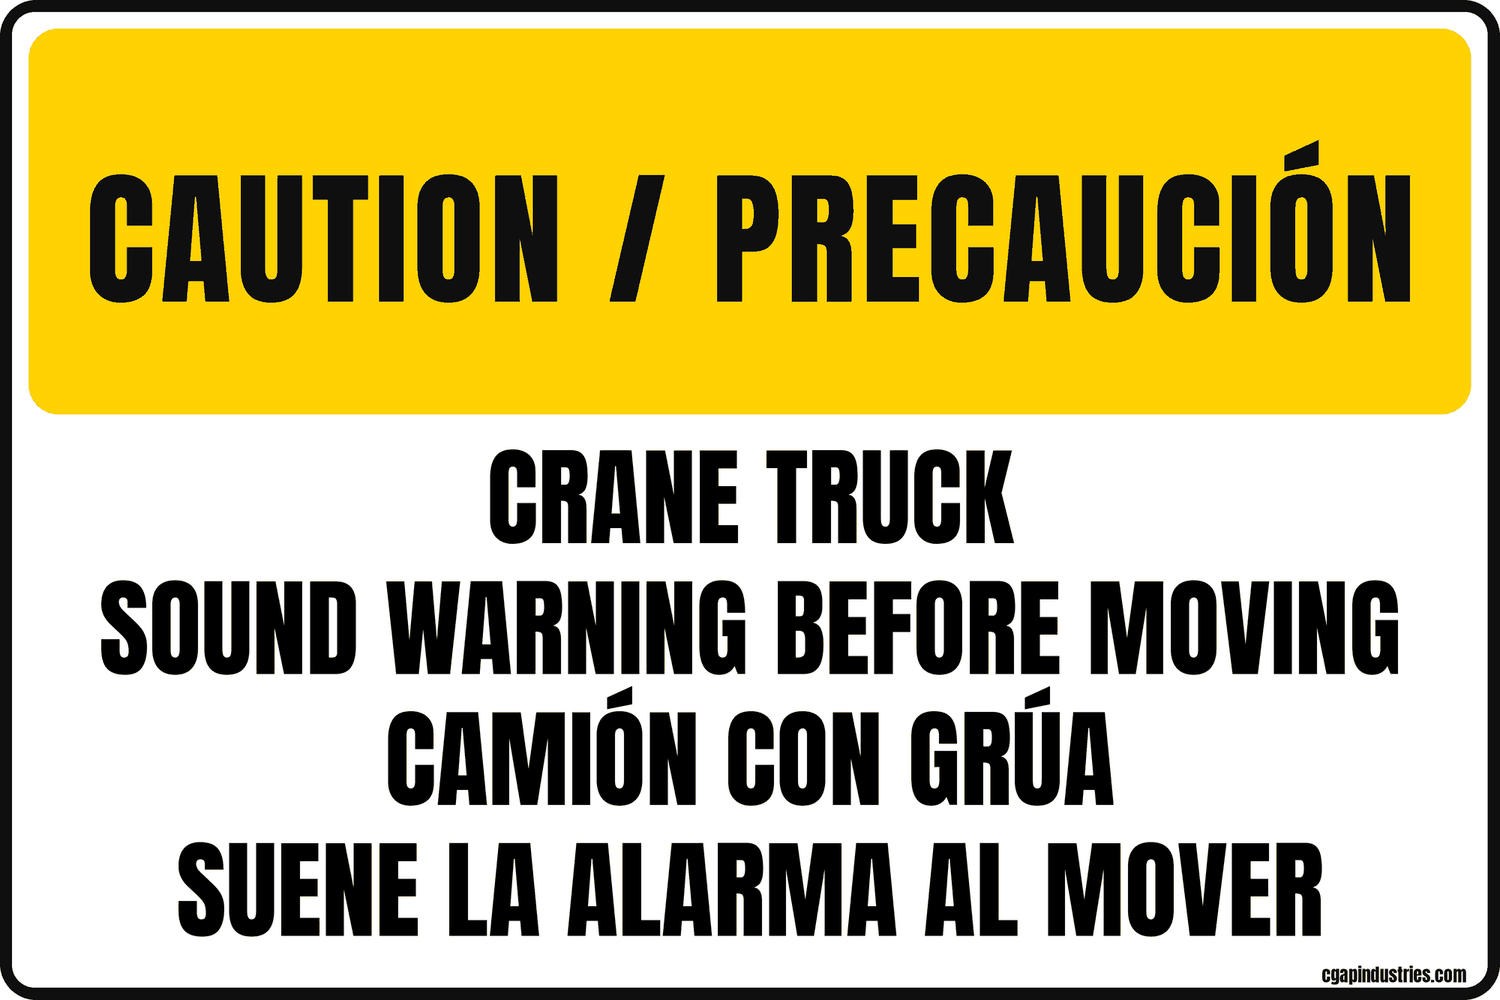 CAUTION / PRECAUCIÓN
CRANE TRUCK
SOUND WARNING BEFORE MOVING
CAMIÓN CON GRÚA
SUENE LA ALARMA AL MOVER
cgapindustries.com